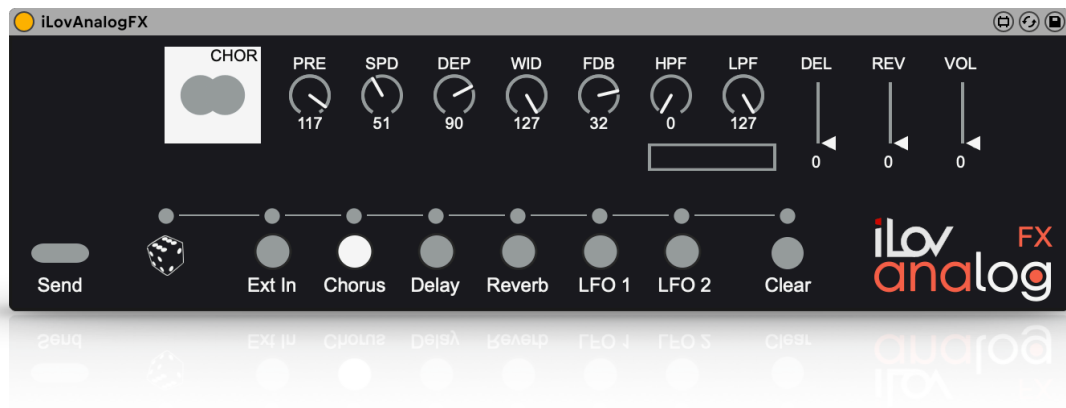 iLovAnalogFX
CHOR
PRE SPD DEP WID FDB HPF LPF DEL REV VOL
117 51 90 127 32 0 127 0 0 0
Send Ext In Chorus Delay Reverb LFO 1 LFO 2 Clear
iLov FX
analog